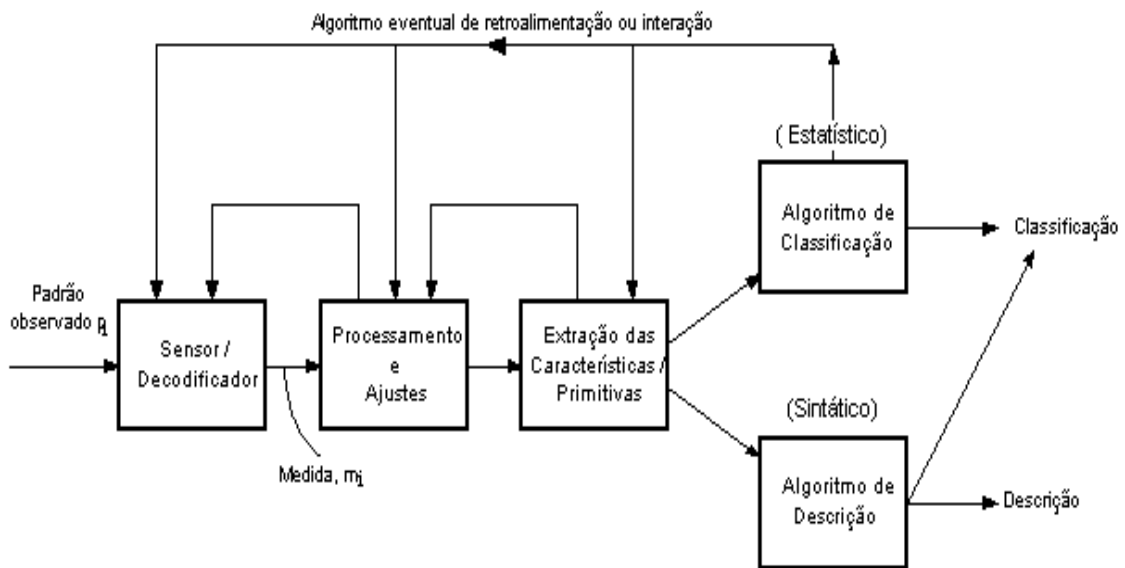 Algoritmo eventual de retroalimentação ou interação
( Estatístico)
Algoritmo de
Classificação
Classificação
Padrão
observado pi
Sensor /
Decodificador
Processamento
e
Ajustes
Extração das
Características /
Primitivas
(Sintático)
Medida, mi
Algoritmo de
Descrição
Descrição